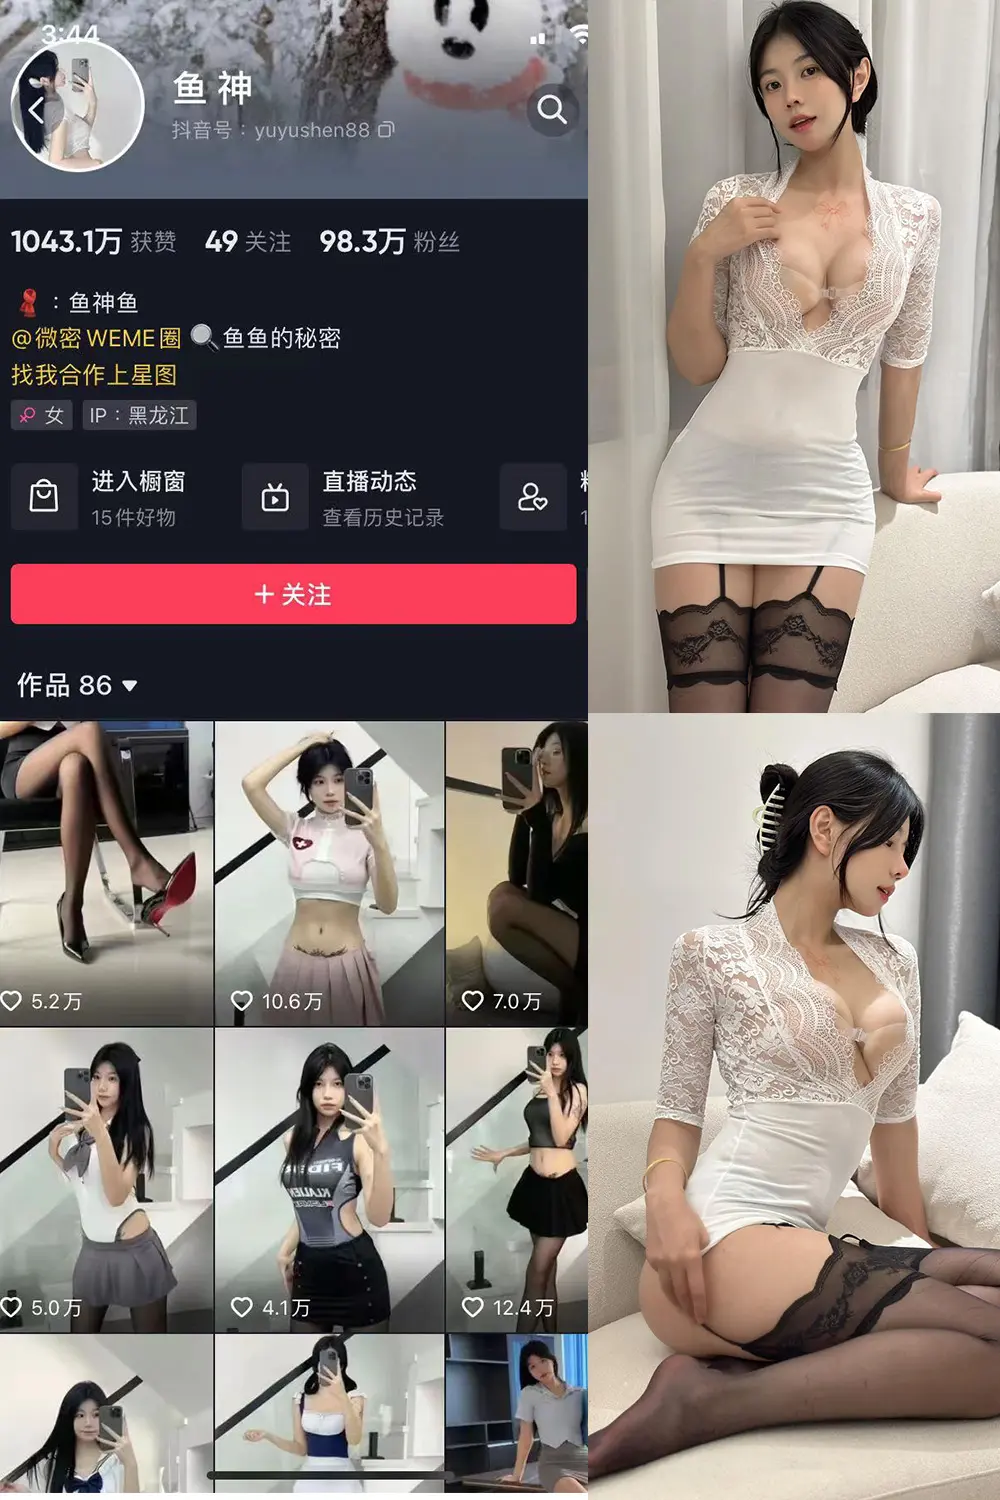 3:44
鱼 神
抖音号：yuyushen88
1043.1万 获赞 49 关注 98.3万 粉丝
：鱼神鱼
@微密 WEME圈 鱼鱼的秘密
找我合作上星图
女 IP：黑龙江
进入橱窗 直播动态
15件好物 查看历史记录
+ 关注
作品 86
5.2万 10.6万 7.0万
5.0万 4.1万 12.4万